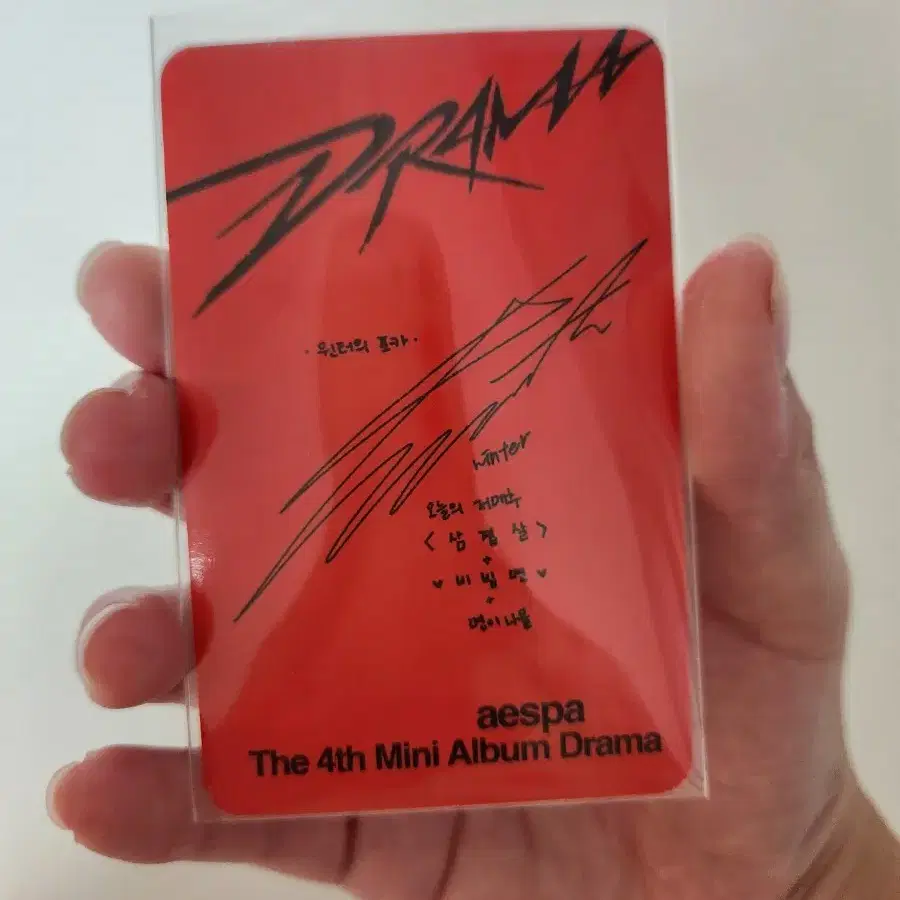 DRAMA
·윈터의 포카·
winter
오늘의 저메추
< 삼 겹 살 >
+
♥ 비 빔 면 ♥
+
명이나물
aespa
The 4th Mini Album Drama